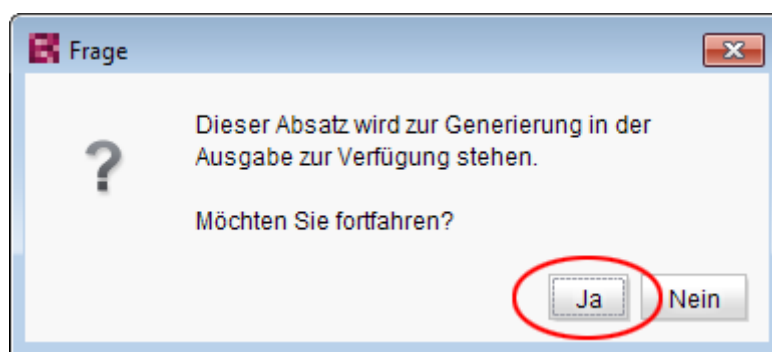 Frage
Dieser Absatz wird zur Generierung in der
Ausgabe zur Verfügung stehen.
Möchten Sie fortfahren?
Ja Nein